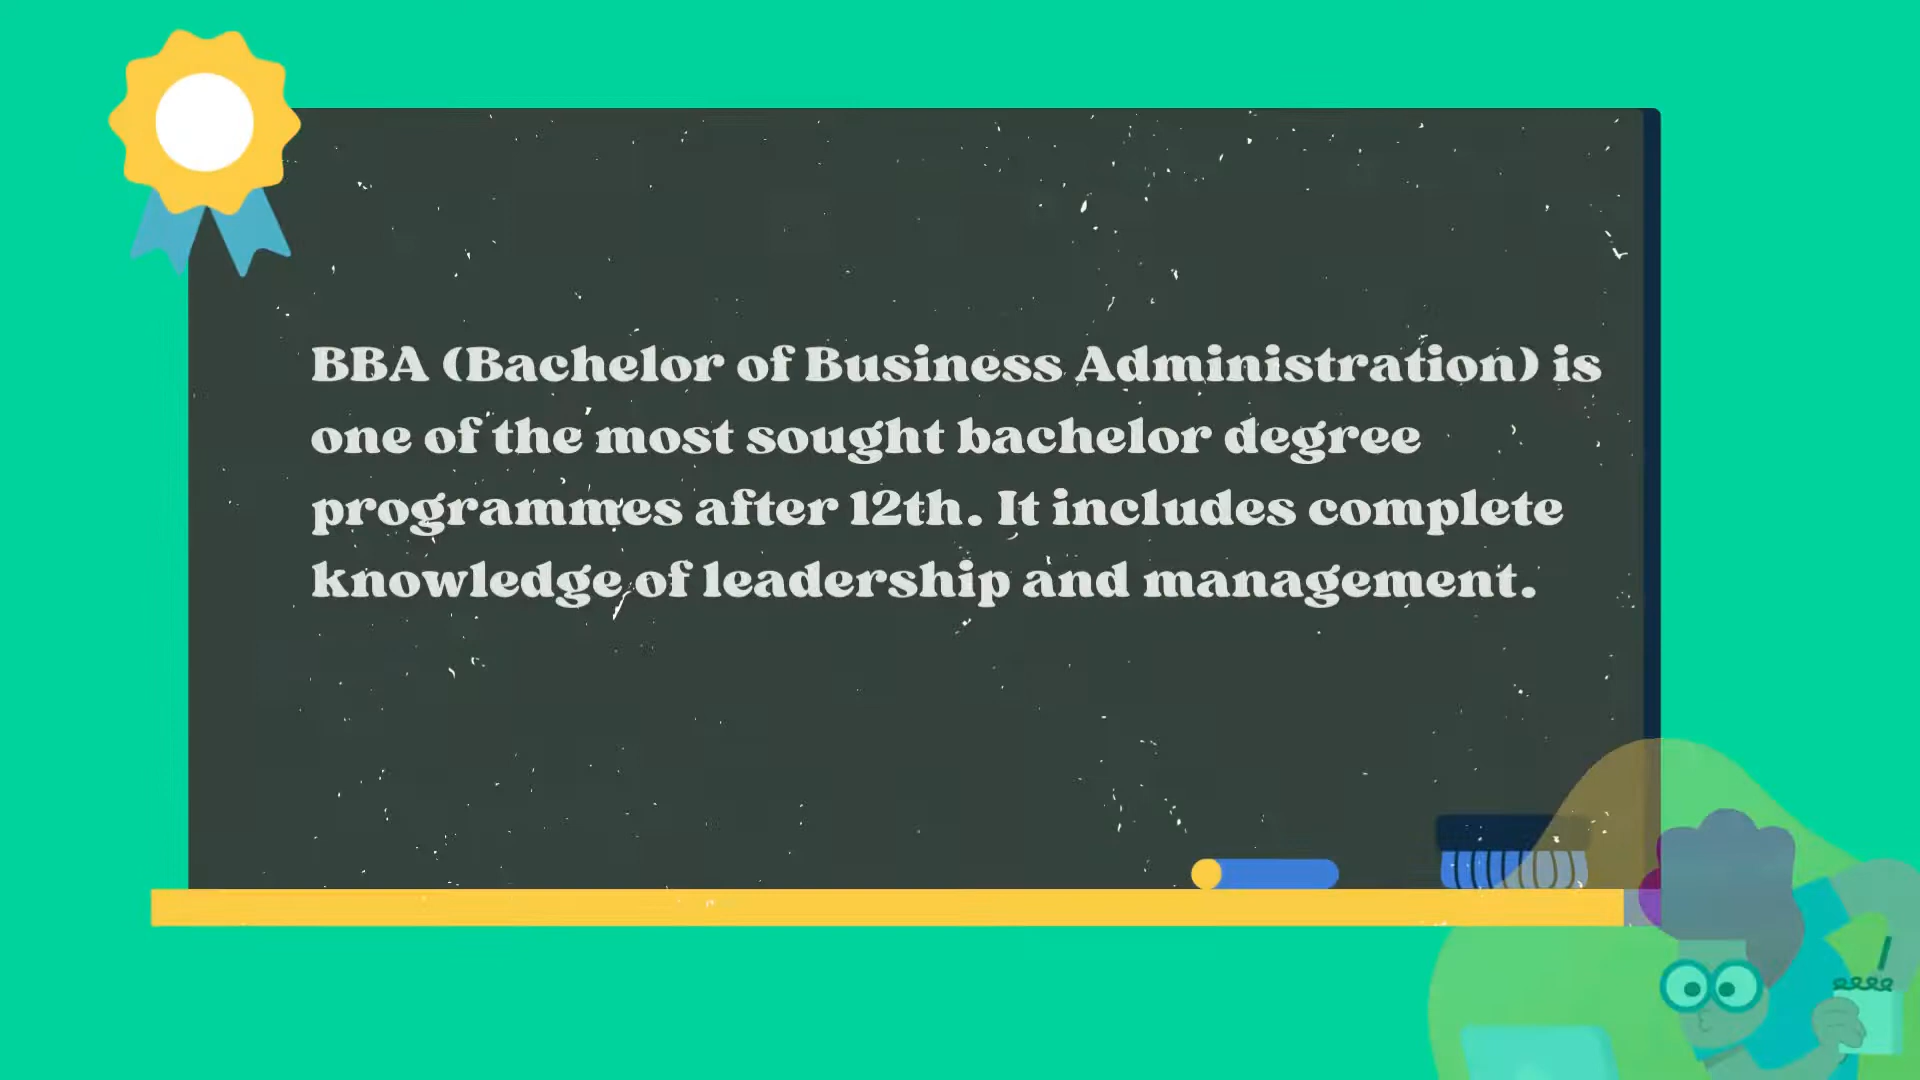 BBA (Bachelor of Business Administration) is
one of the most sought bachelor degree
programmes after 12th. It includes complete
knowledge of leadership and management.